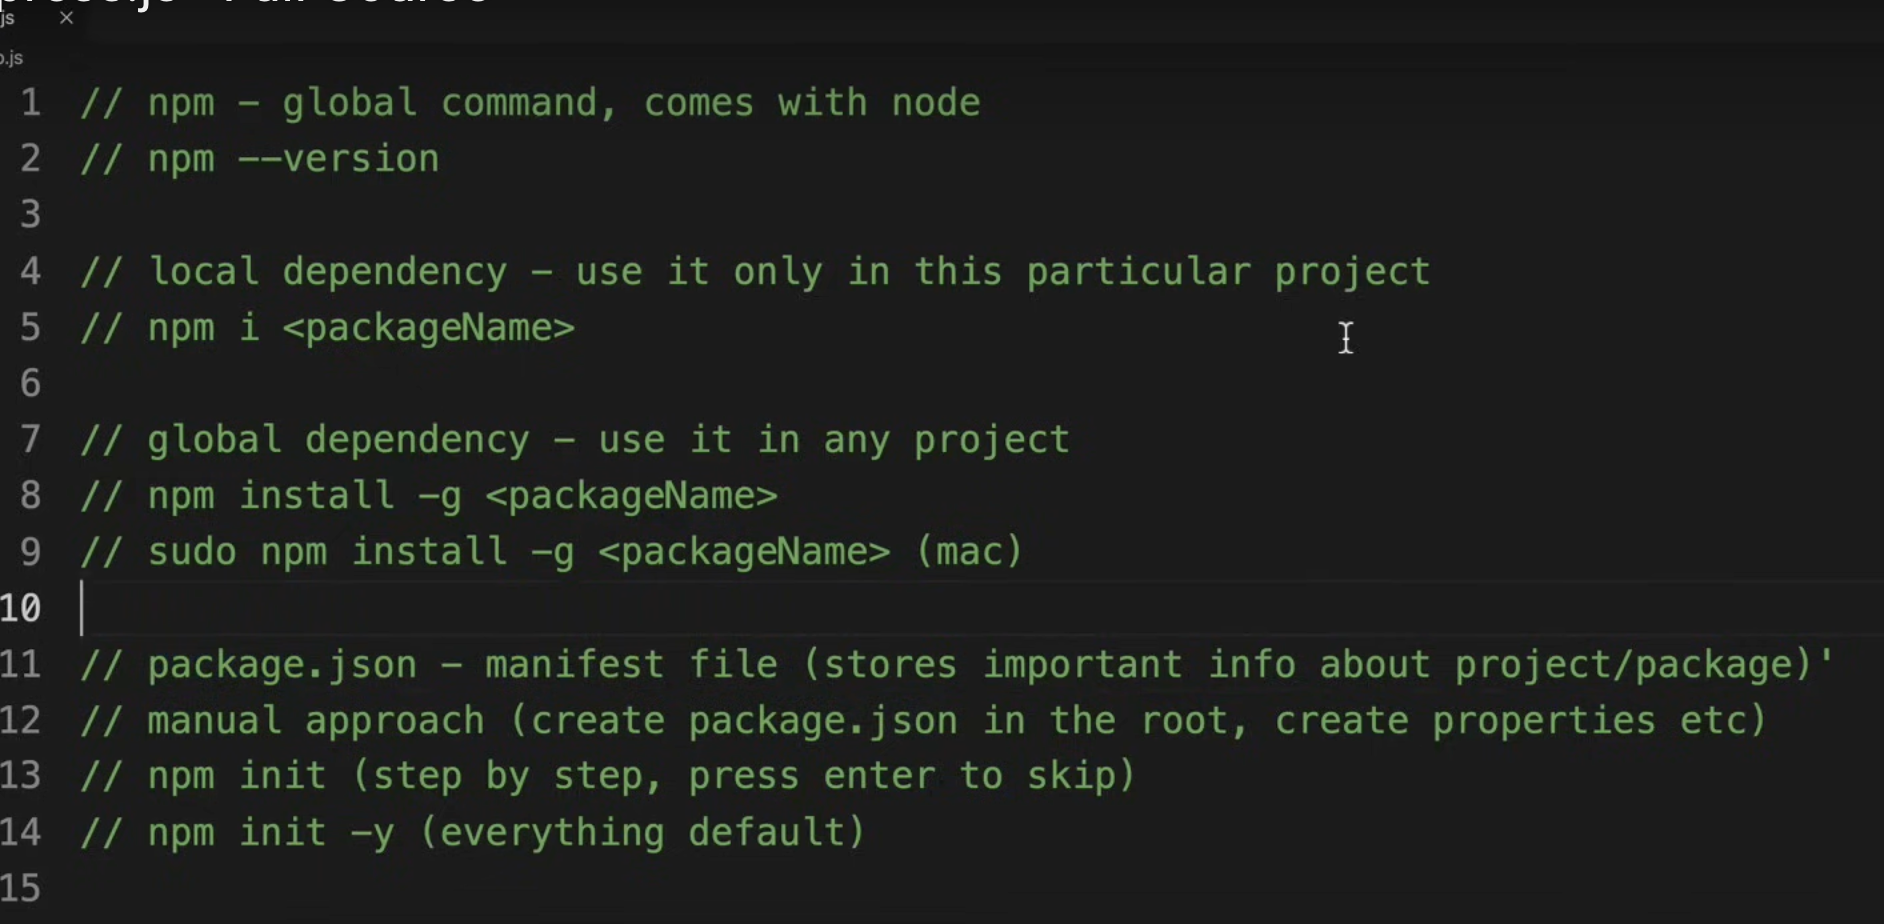 js ×
.js
1 // npm - global command, comes with node
2 // npm --version
3
4 // local dependency - use it only in this particular project
5 // npm i <packageName>
6
7 // global dependency - use it in any project
8 // npm install -g <packageName>
9 // sudo npm install -g <packageName> (mac)
10
11 // package.json - manifest file (stores important info about project/package)'
12 // manual approach (create package.json in the root, create properties etc)
13 // npm init (step by step, press enter to skip)
14 // npm init -y (everything default)
15